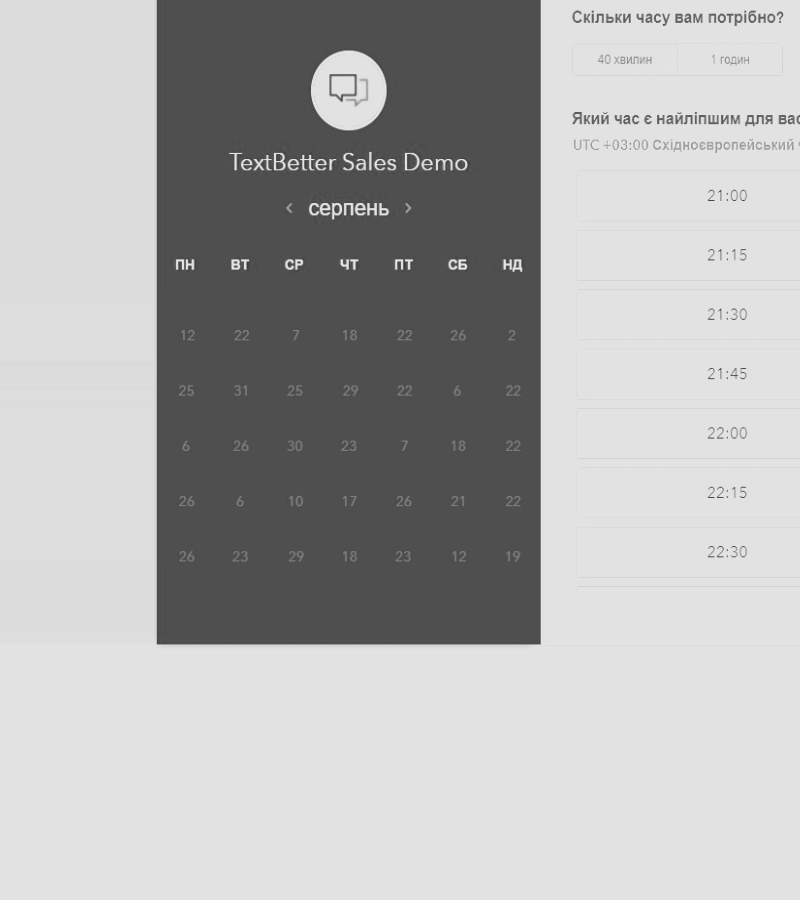 TextBetter Sales Demo
серпень
ПН ВТ СР ЧТ ПТ СБ НД
12 22 7 18 22 26 2
25 31 25 29 22 6 22
6 26 30 23 7 18 22
26 6 10 17 26 21 22
26 23 29 18 23 12 19
Скільки часу вам потрібно?
40 хвилин 1 годин
Який час є найліпшим для вас
UTC +03:00 Східноєвропейський
21:00
21:15
21:30
21:45
22:00
22:15
22:30